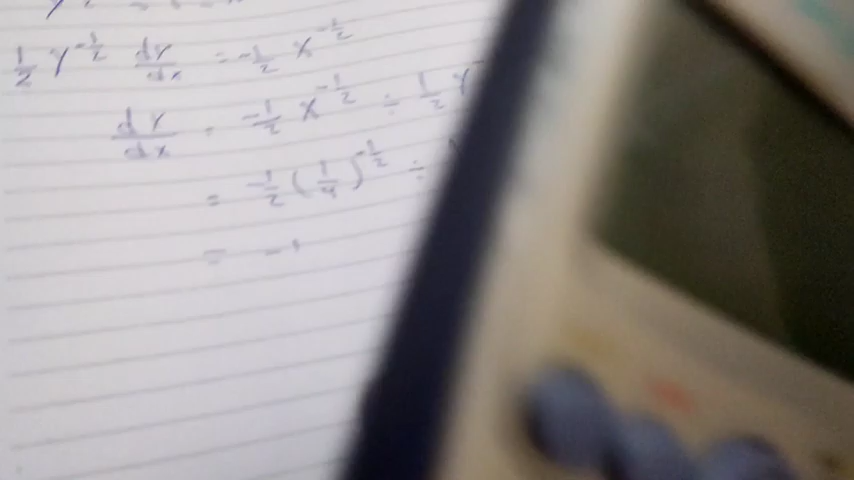 1/2 y^{-1/2} dy/dx = -1/2 x^{-1/2}
dy/dx = -1/2 x^{-1/2} ÷ 1/2 y
= -1/2 (1/4)^{-1/2} ÷
= -1